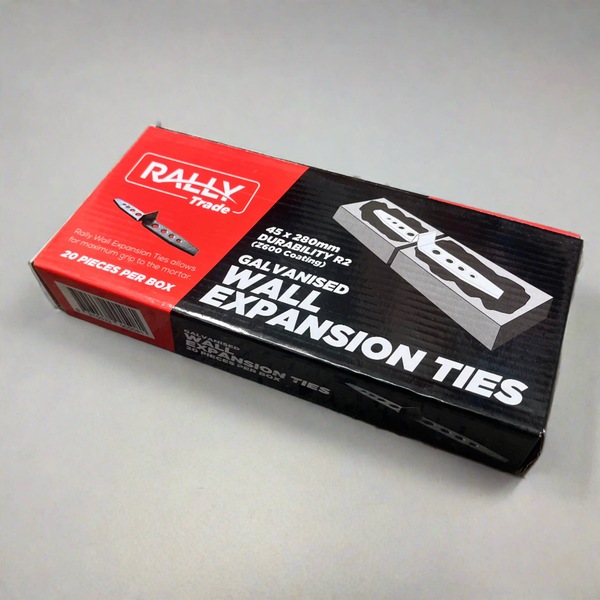 RALLY
Trade
Rally Wall Expansion Ties allows
for maximum grip to the mortar
20 PIECES PER BOX
45 x 280mm
DURABILITY R2
(Z600 Coating)
GALVANISED
WALL
EXPANSION TIES
GALVANISED
WALL
EXPANSION TIES
20 PIECES PER BOX